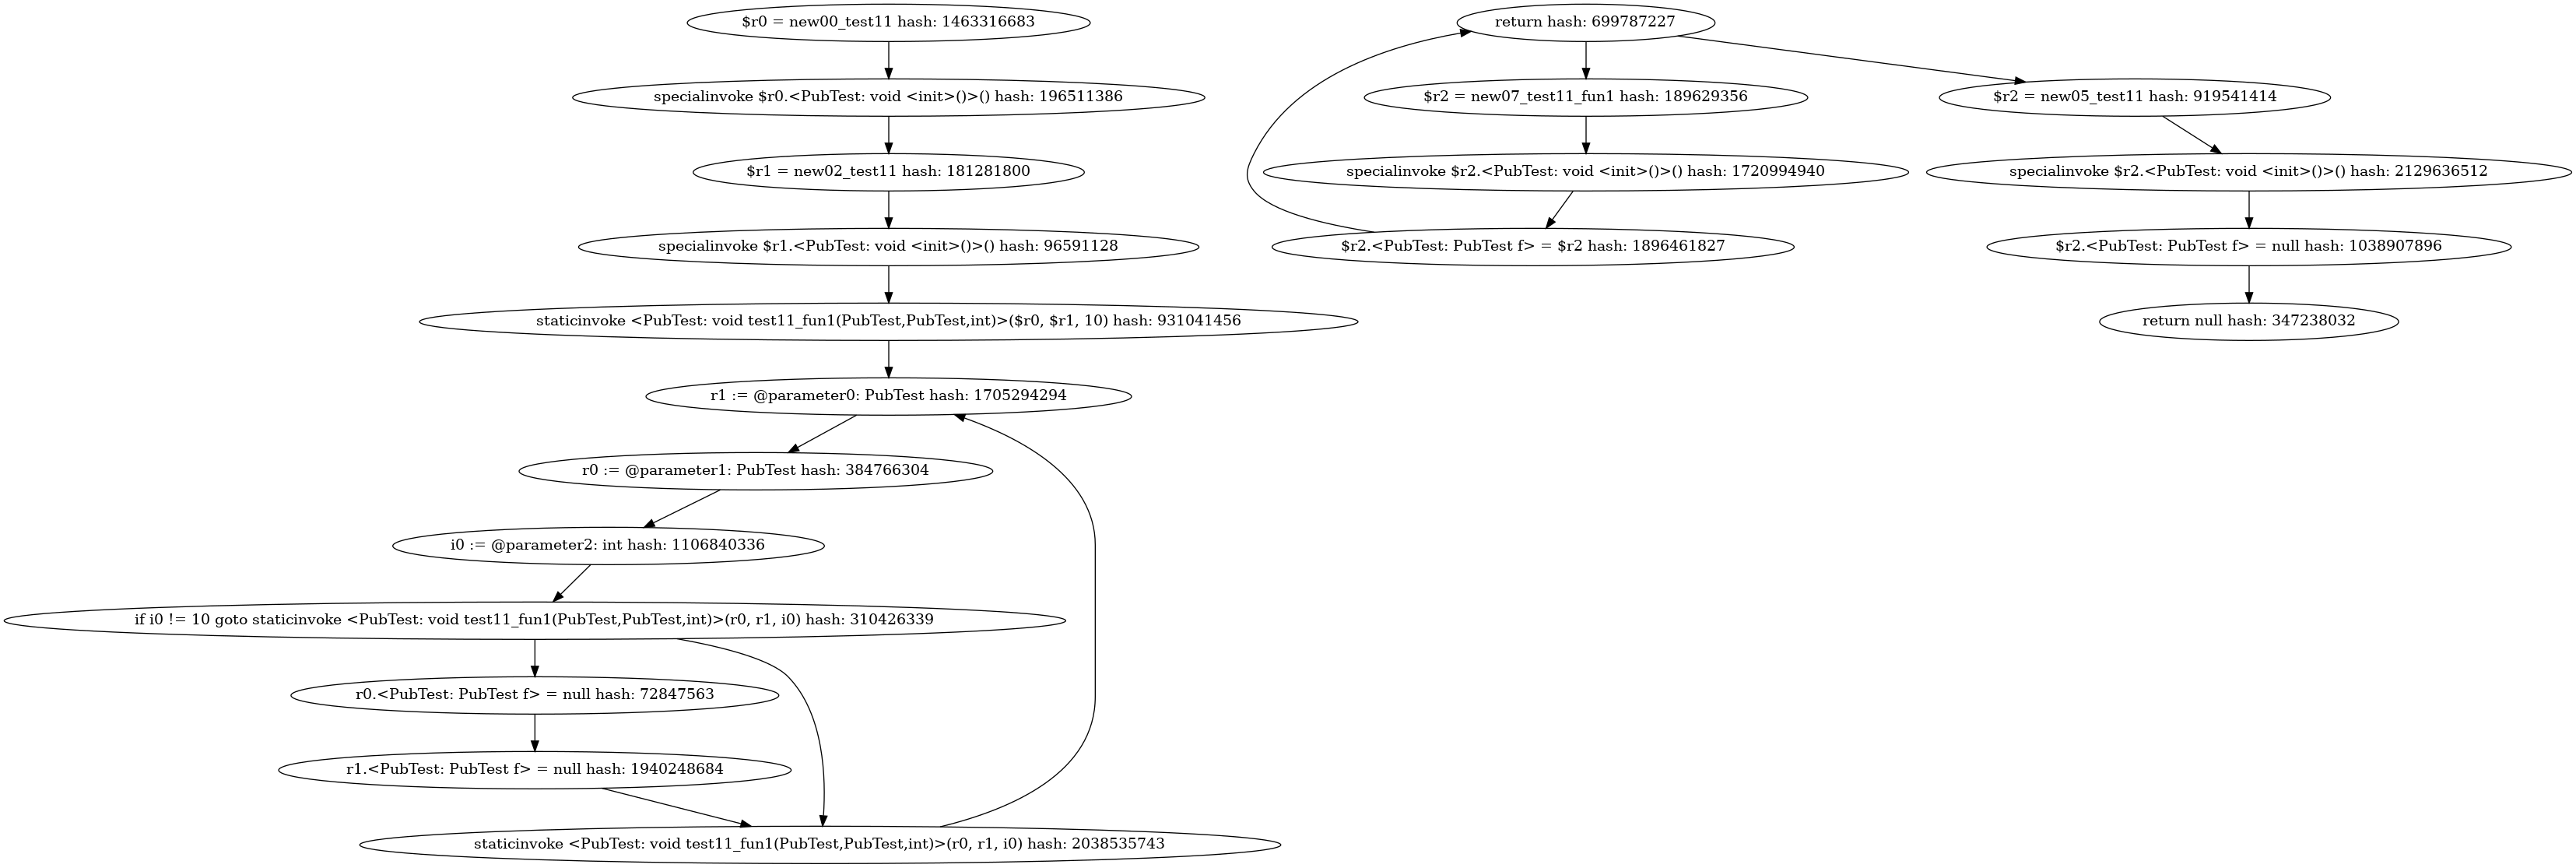 $r0 = new00_test11 hash: 1463316683
specialinvoke $r0.<PubTest: void <init>()>() hash: 196511386
$r1 = new02_test11 hash: 181281800
specialinvoke $r1.<PubTest: void <init>()>() hash: 96591128
staticinvoke <PubTest: void test11_fun1(PubTest,PubTest,int)>($r0, $r1, 10) hash: 931041456
r1 := @parameter0: PubTest hash: 1705294294
r0 := @parameter1: PubTest hash: 384766304
i0 := @parameter2: int hash: 1106840336
if i0 != 10 goto staticinvoke <PubTest: void test11_fun1(PubTest,PubTest,int)>(r0, r1, i0) hash: 310426339
r0.<PubTest: PubTest f> = null hash: 72847563
r1.<PubTest: PubTest f> = null hash: 1940248684
staticinvoke <PubTest: void test11_fun1(PubTest,PubTest,int)>(r0, r1, i0) hash: 2038535743
return hash: 699787227
$r2 = new07_test11_fun1 hash: 189629356
specialinvoke $r2.<PubTest: void <init>()>() hash: 1720994940
$r2.<PubTest: PubTest f> = $r2 hash: 1896461827
$r2 = new05_test11 hash: 919541414
specialinvoke $r2.<PubTest: void <init>()>() hash: 2129636512
$r2.<PubTest: PubTest f> = null hash: 1038907896
return null hash: 347238032